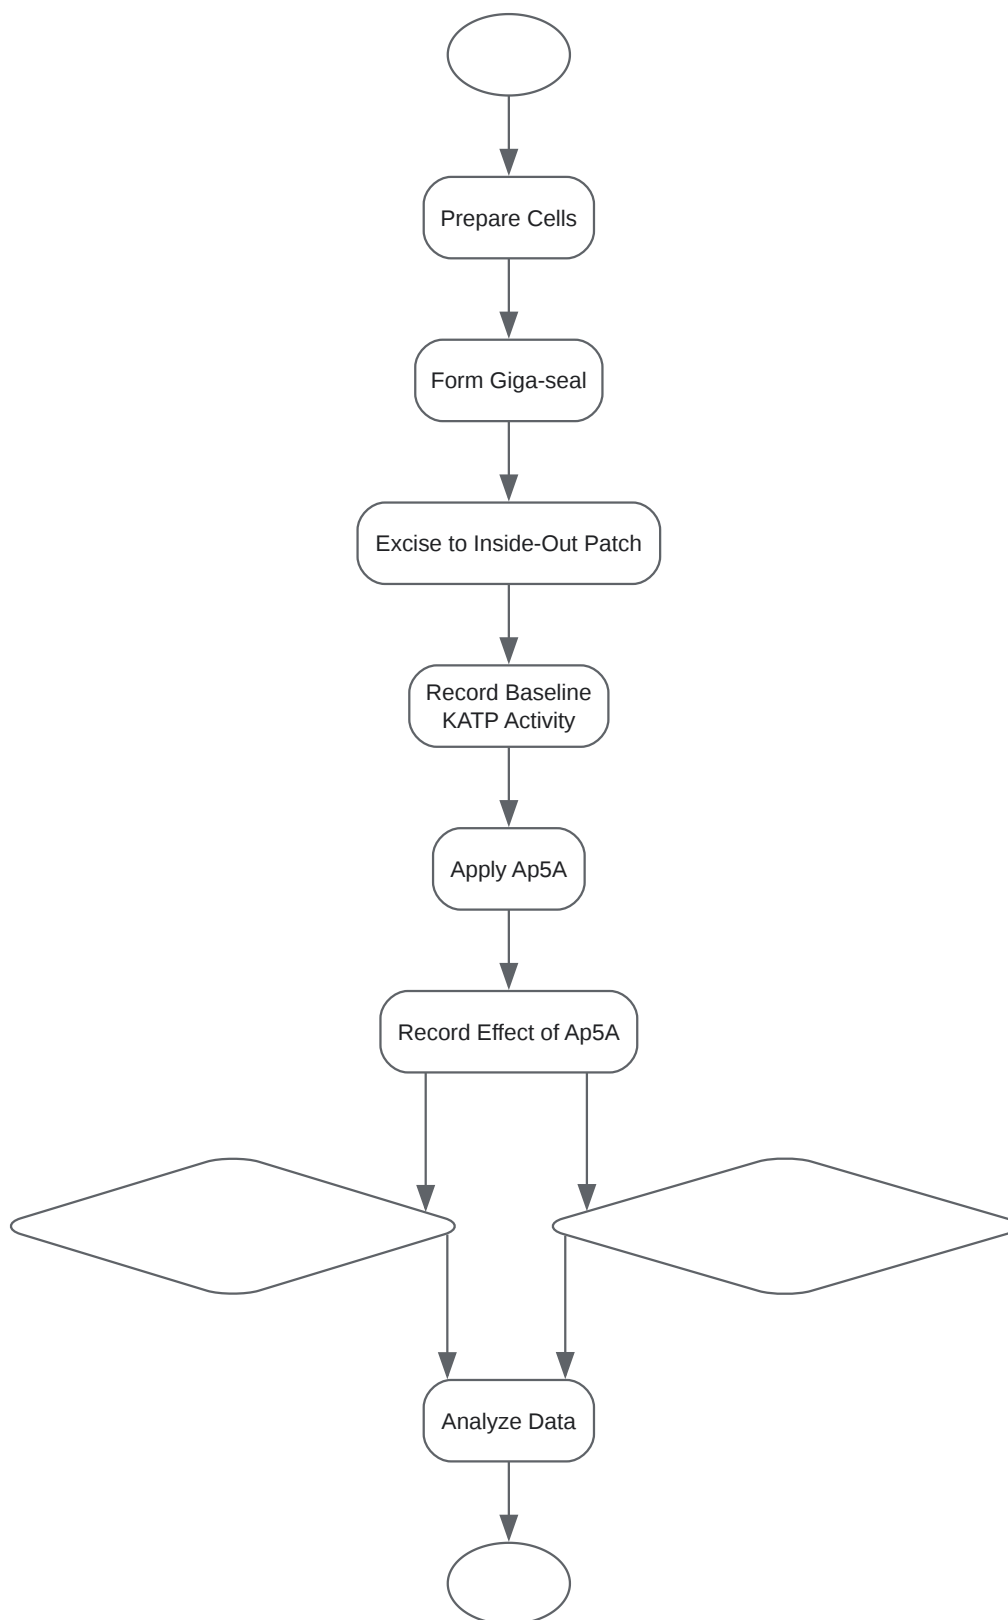 Prepare Cells
Form Giga-seal
Excise to Inside-Out Patch
Record Baseline
KATP Activity
Apply Ap5A
Record Effect of Ap5A
Analyze Data